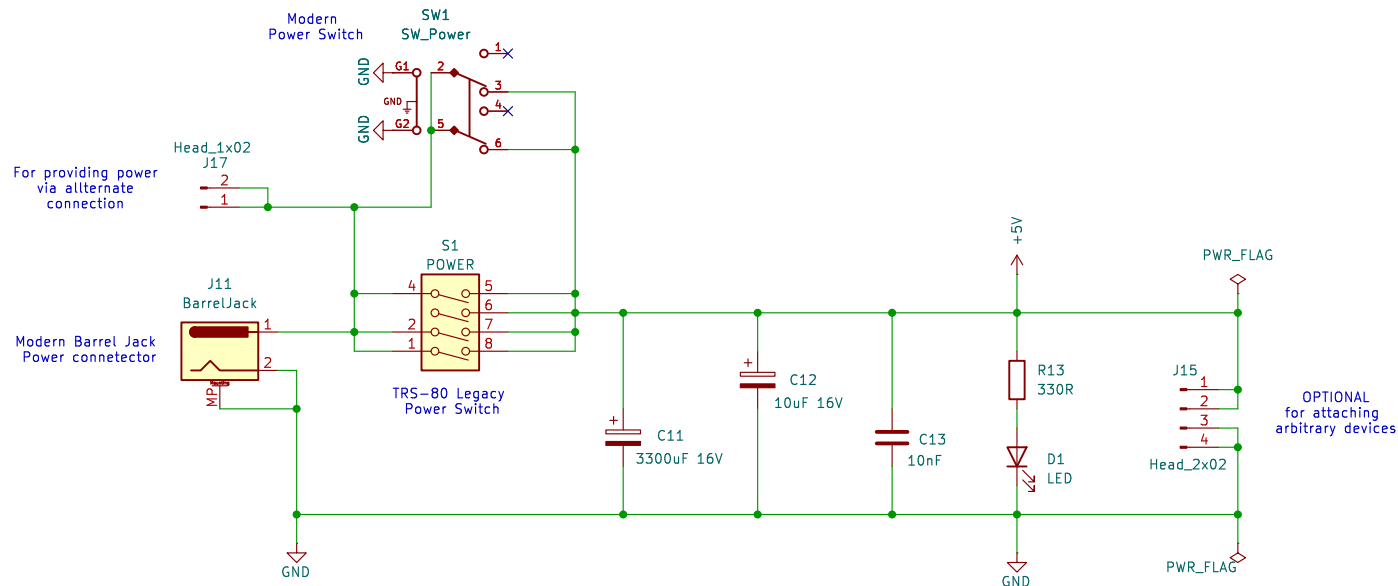 Modern
Power Switch
SW1
SW_Power
1
2
3
4
5
6
G1
G2
GND
GND
GND
Head_1x02
J17
2
1
For providing power
via allternate
connection
S1
POWER
4
2
1
5
6
7
8
TRS-80 Legacy
Power Switch
J11
BarrelJack
1
2
MP
Modern Barrel Jack
Power connetector
GND
C11
3300uF 16V
C12
10uF 16V
C13
10nF
+5V
R13
330R
D1
LED
GND
PWR_FLAG
J15
1
2
3
4
Head_2x02
PWR_FLAG
OPTIONAL
for attaching
arbitrary devices